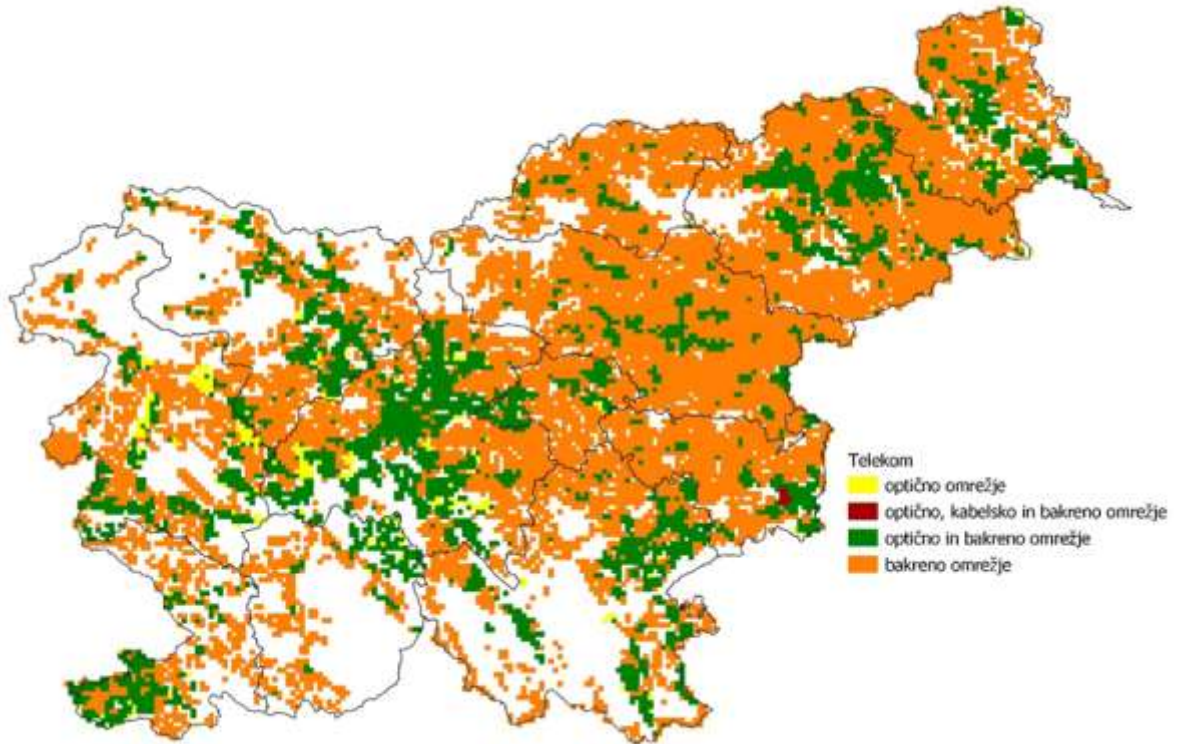 Telekom
optično omrežje
optično, kabelsko in bakreno omrežje
optično in bakreno omrežje
bakreno omrežje